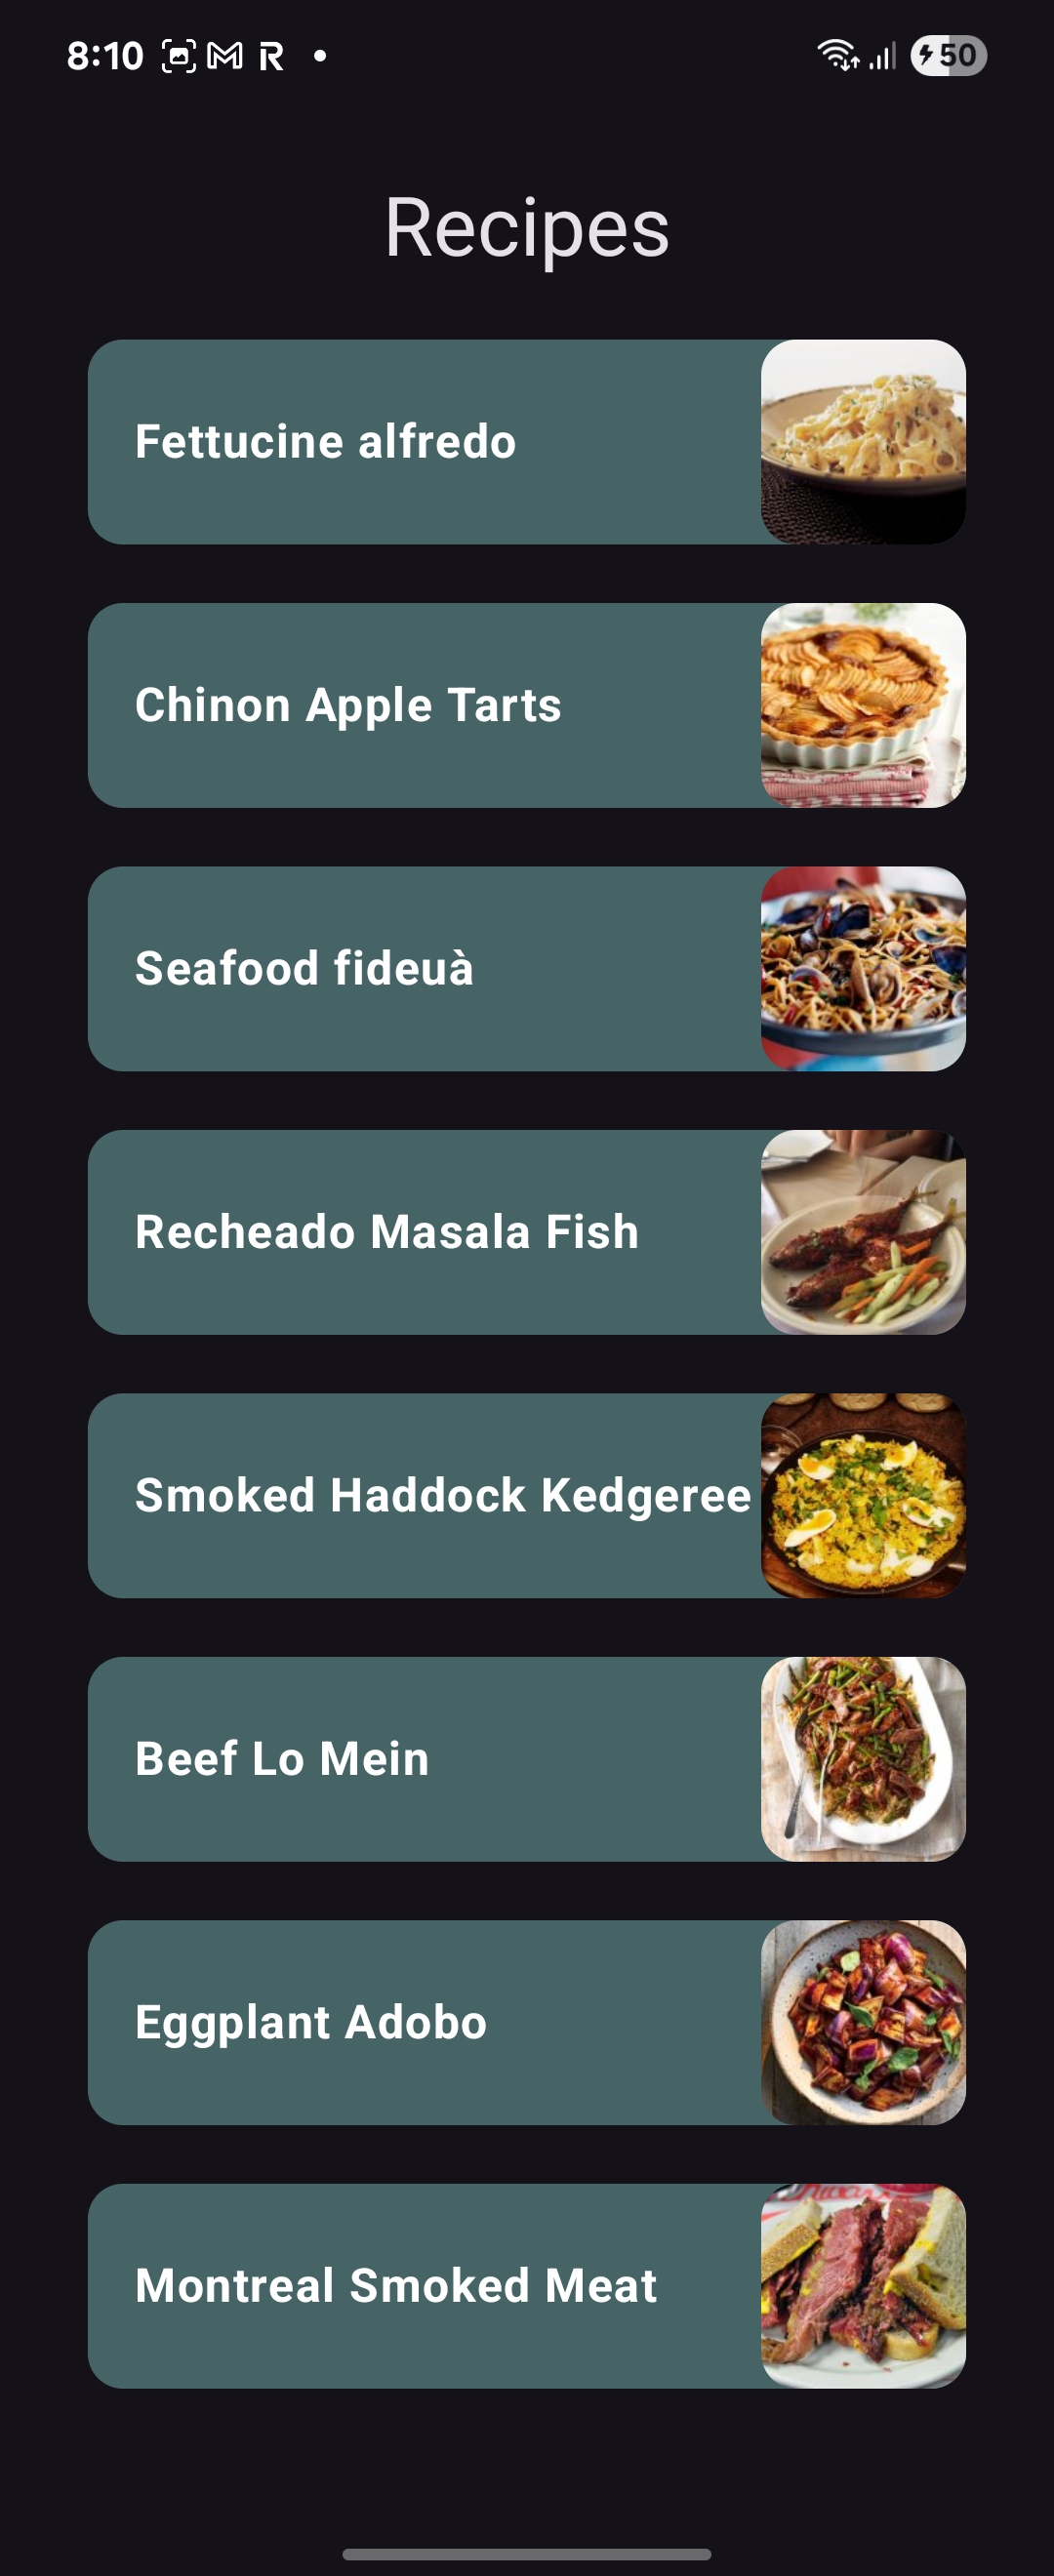 8:10
50
Recipes
Fettucine alfredo
Chinon Apple Tarts
Seafood fideuà
Recheado Masala Fish
Smoked Haddock Kedgeree
Beef Lo Mein
Eggplant Adobo
Montreal Smoked Meat